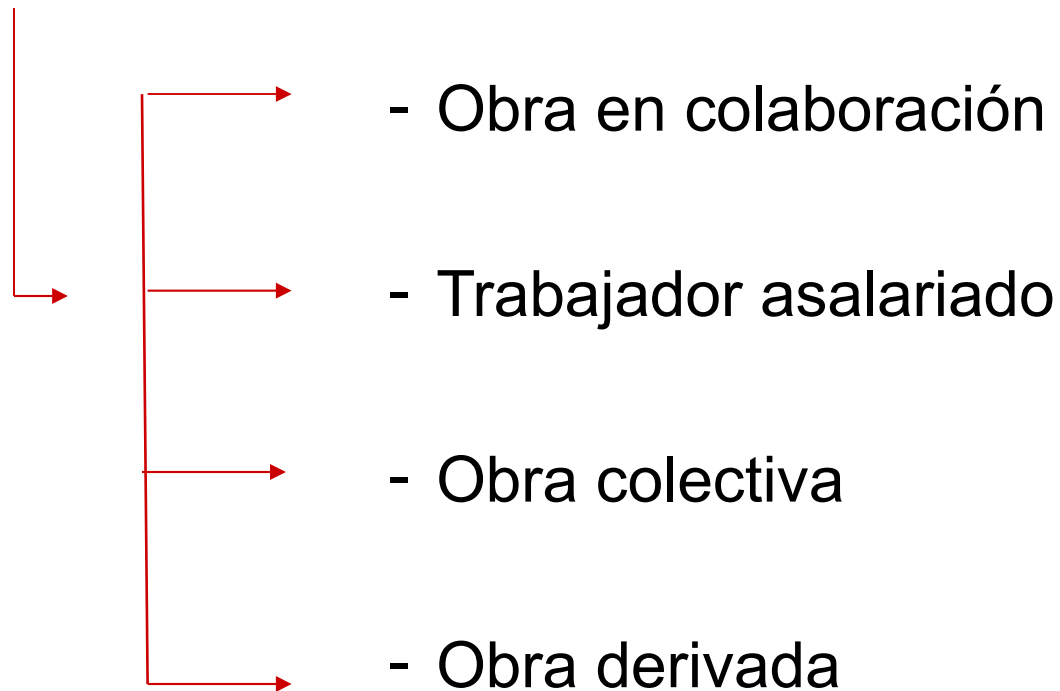 - Obra en colaboración
- Trabajador asalariado
- Obra colectiva
- Obra derivada